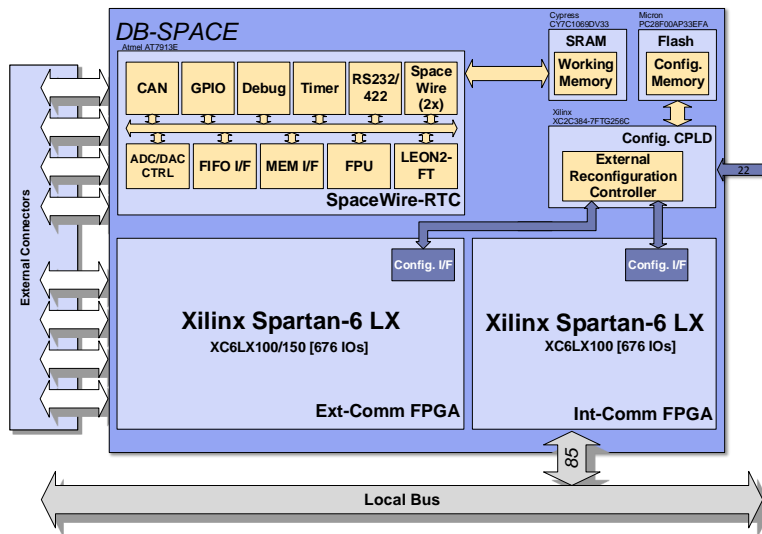 DB-SPACE
Atmel AT7913E
CAN
GPIO
Debug
Timer
RS232/
422
Space
Wire
(2x)
ADC/DAC
CTRL
FIFO I/F
MEM I/F
FPU
LEON2-
FT
SpaceWire-RTC
Cypress
CY7C1069DV33
SRAM
Working
Memory
Micron
PC28F00AP33EFA
Flash
Config.
Memory
Xilinx
XC2C384-7FTG256C
Config. CPLD
External
Reconfiguration
Controller
22
External Connectors
Config. I/F
Xilinx Spartan-6 LX
XC6LX100/150 [676 IOs]
Ext-Comm FPGA
Config. I/F
Xilinx Spartan-6 LX
XC6LX100 [676 IOs]
Int-Comm FPGA
85
Local Bus